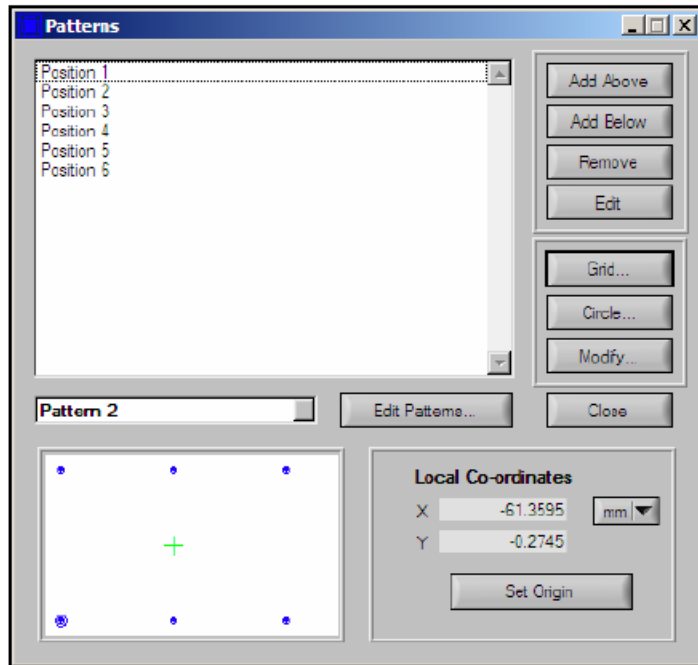 Patterns
Position 1
Position 2
Position 3
Position 4
Position 5
Position 6
Add Above
Add Below
Remove
Edit
Grid...
Circle...
Modify...
Pattern 2
Edit Patterns...
Close
Local Co-ordinates
X -61.3595 mm
Y -0.2745
Set Origin